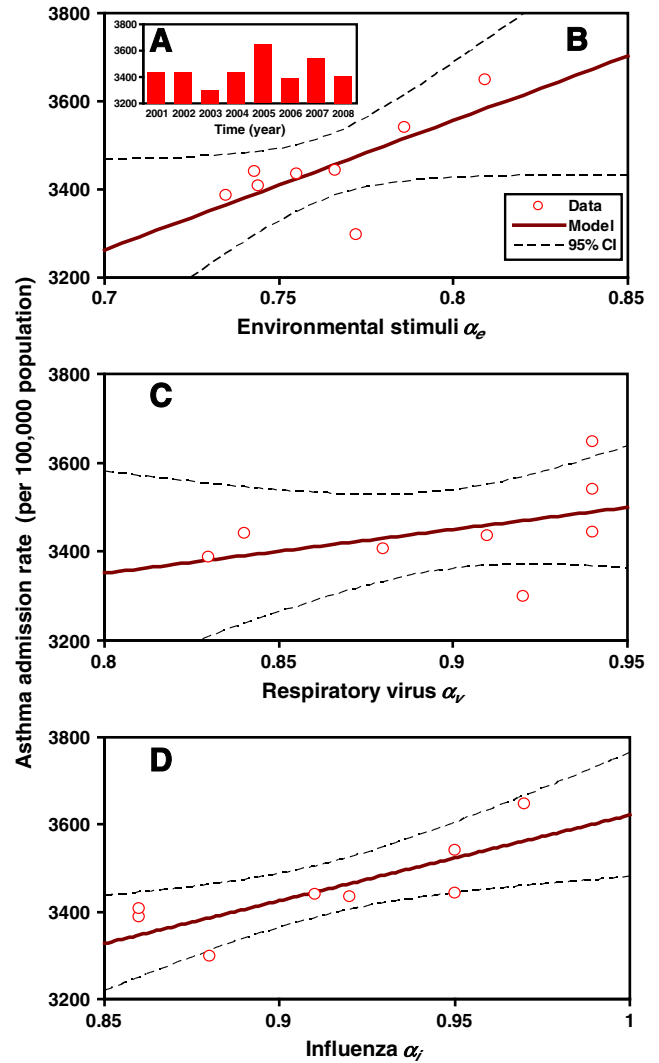 Asthma admission rate (per 100,000 population)
A
3800
3600
3400
3200
2001 2002 2003 2004 2005 2006 2007 2008
Time (year)
B
3800
3600
3400
3200
0.7 0.75 0.8 0.85
Data
Model
95% CI
Environmental stimuli αe
C
3800
3600
3400
3200
0.8 0.85 0.9 0.95
Respiratory virus αv
D
3800
3600
3400
3200
0.85 0.9 0.95 1
Influenza αi